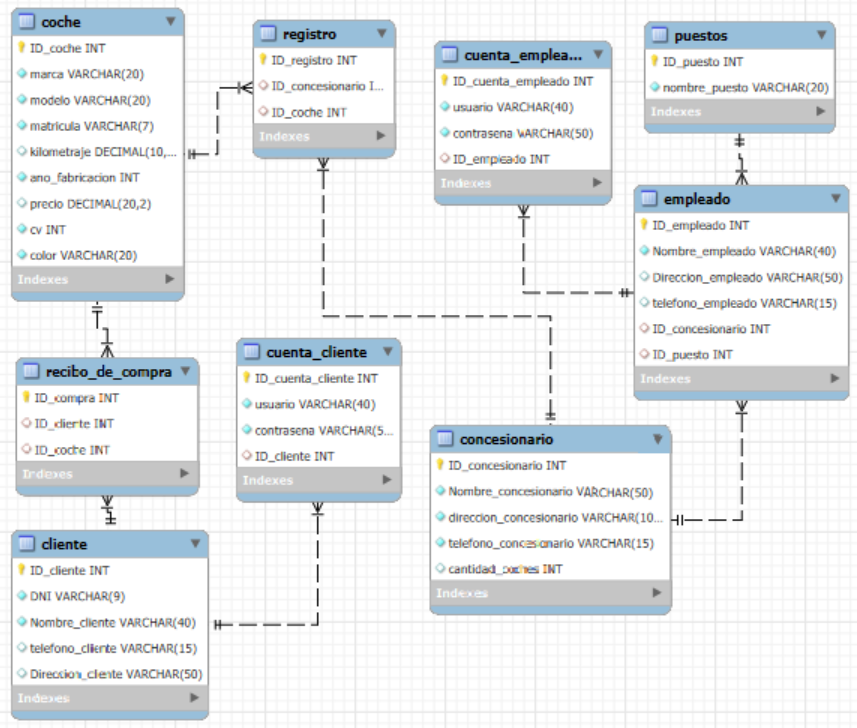 coche
ID_coche INT
marca VARCHAR(20)
modelo VARCHAR(20)
matricula VARCHAR(7)
kilometraje DECIMAL(10,...
ano_fabricacion INT
precio DECIMAL(20,2)
cv INT
color VARCHAR(20)
Indexes
registro
ID_registro INT
ID_concesionario I...
ID_coche INT
Indexes
cuenta_emplea...
ID_cuenta_empleado INT
usuario VARCHAR(40)
contrasena VARCHAR(50)
ID_empleado INT
Indexes
puestos
ID_puesto INT
nombre_puesto VARCHAR(20)
Indexes
empleado
ID_empleado INT
Nombre_empleado VARCHAR(40)
Direccion_empleado VARCHAR(50)
telefono_empleado VARCHAR(15)
ID_concesionario INT
ID_puesto INT
Indexes
recibo_de_compra
ID_compra INT
ID_cliente INT
ID_coche INT
Indexes
cuenta_cliente
ID_cuenta_cliente INT
usuario VARCHAR(40)
contrasena VARCHAR(5...
ID_cliente INT
Indexes
concesionario
ID_concesionario INT
Nombre_concesionario VARCHAR(50)
direccion_concesionario VARCHAR(10...
telefono_concesionario VARCHAR(15)
cantidad_coches INT
Indexes
cliente
ID_cliente INT
DNI VARCHAR(9)
Nombre_cliente VARCHAR(40)
telefono_cliente VARCHAR(15)
Direccion_cliente VARCHAR(50)
Indexes